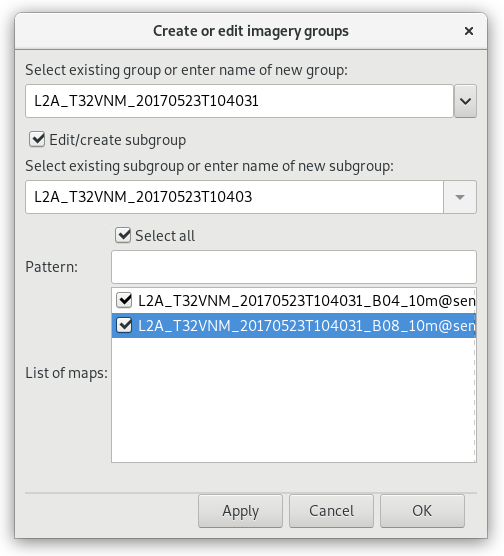 Create or edit imagery groups
Select existing group or enter name of new group:
L2A_T32VNM_20170523T104031
Edit/create subgroup
Select existing subgroup or enter name of new subgroup:
L2A_T32VNM_20170523T10403
Select all
Pattern:
L2A_T32VNM_20170523T104031_B04_10m@sen
L2A_T32VNM_20170523T104031_B08_10m@sen
List of maps:
Apply
Cancel
OK